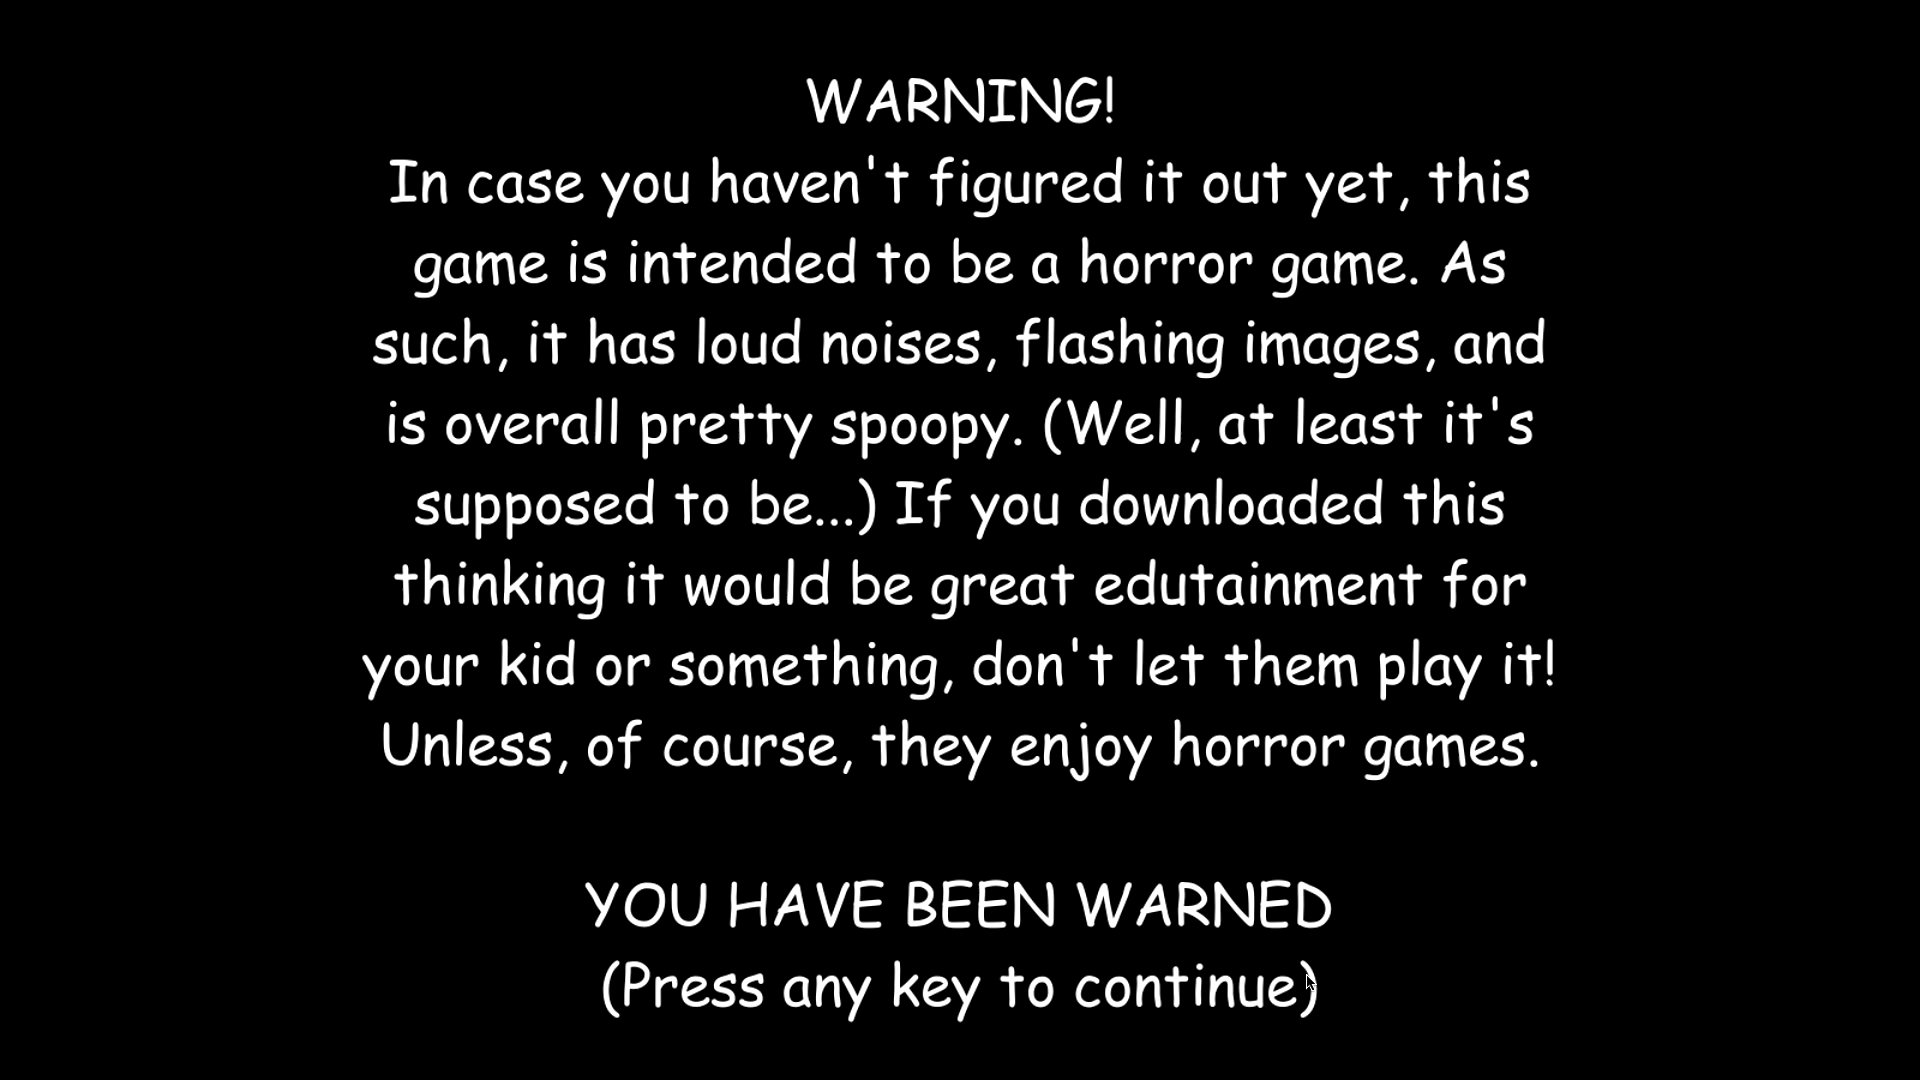 WARNING!
In case you haven't figured it out yet, this
game is intended to be a horror game. As
such, it has loud noises, flashing images, and
is overall pretty spoopy. (Well, at least it's
supposed to be...) If you downloaded this
thinking it would be great edutainment for
your kid or something, don't let them play it!
Unless, of course, they enjoy horror games.
YOU HAVE BEEN WARNED
(Press any key to continue)